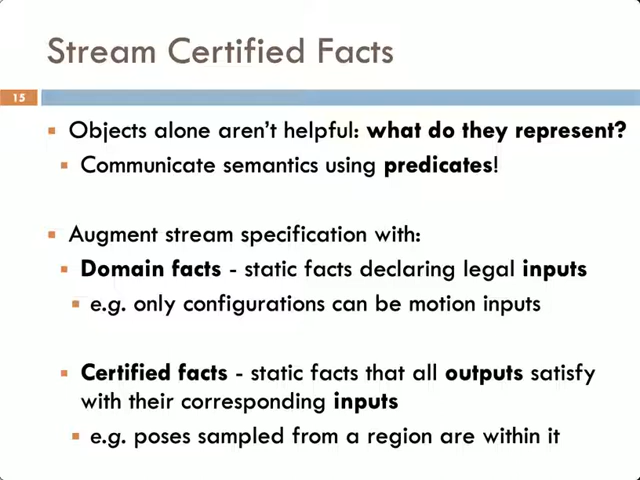 Stream Certified Facts
15
Objects alone aren't helpful: what do they represent?
Communicate semantics using predicates!
Augment stream specification with:
Domain facts - static facts declaring legal inputs
e.g. only configurations can be motion inputs
Certified facts - static facts that all outputs satisfy
with their corresponding inputs
e.g. poses sampled from a region are within it